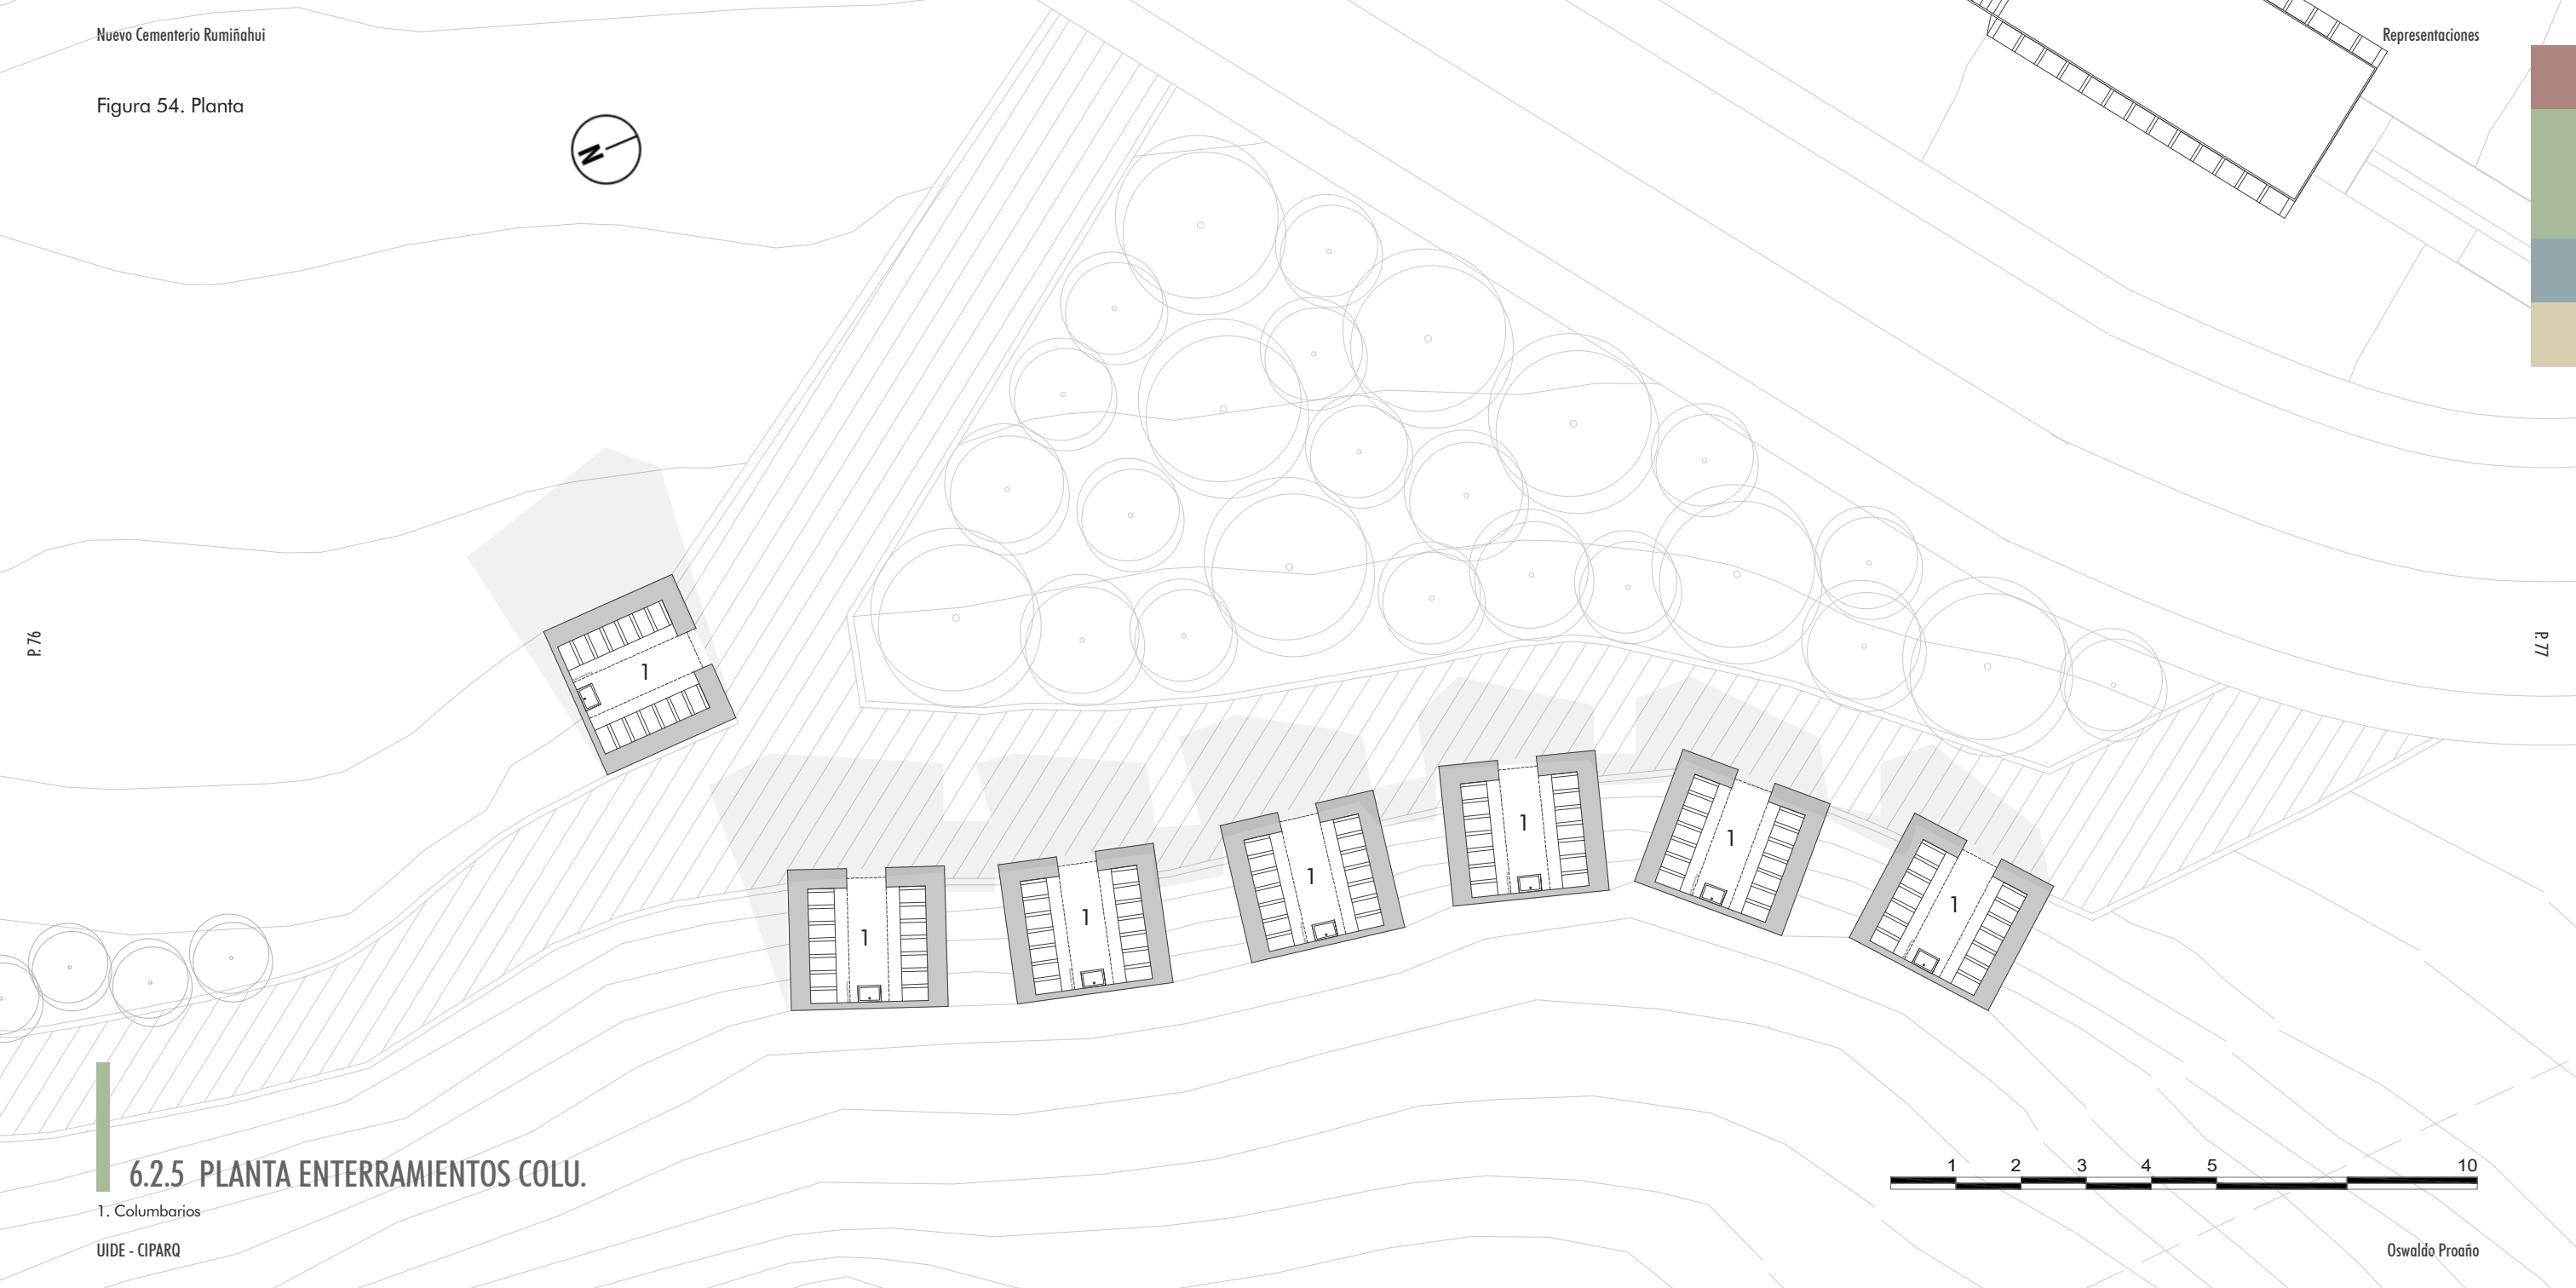 Nuevo Cementerio Rumiñahui
Representaciones
Figura 54. Planta
N
P. 76
P. 77
1
1
1
1
1
1
1
6.2.5 PLANTA ENTERRAMIENTOS COLU.
1. Columbarios
1 2 3 4 5 10
UIDE - CIPARQ
Oswaldo Proaño